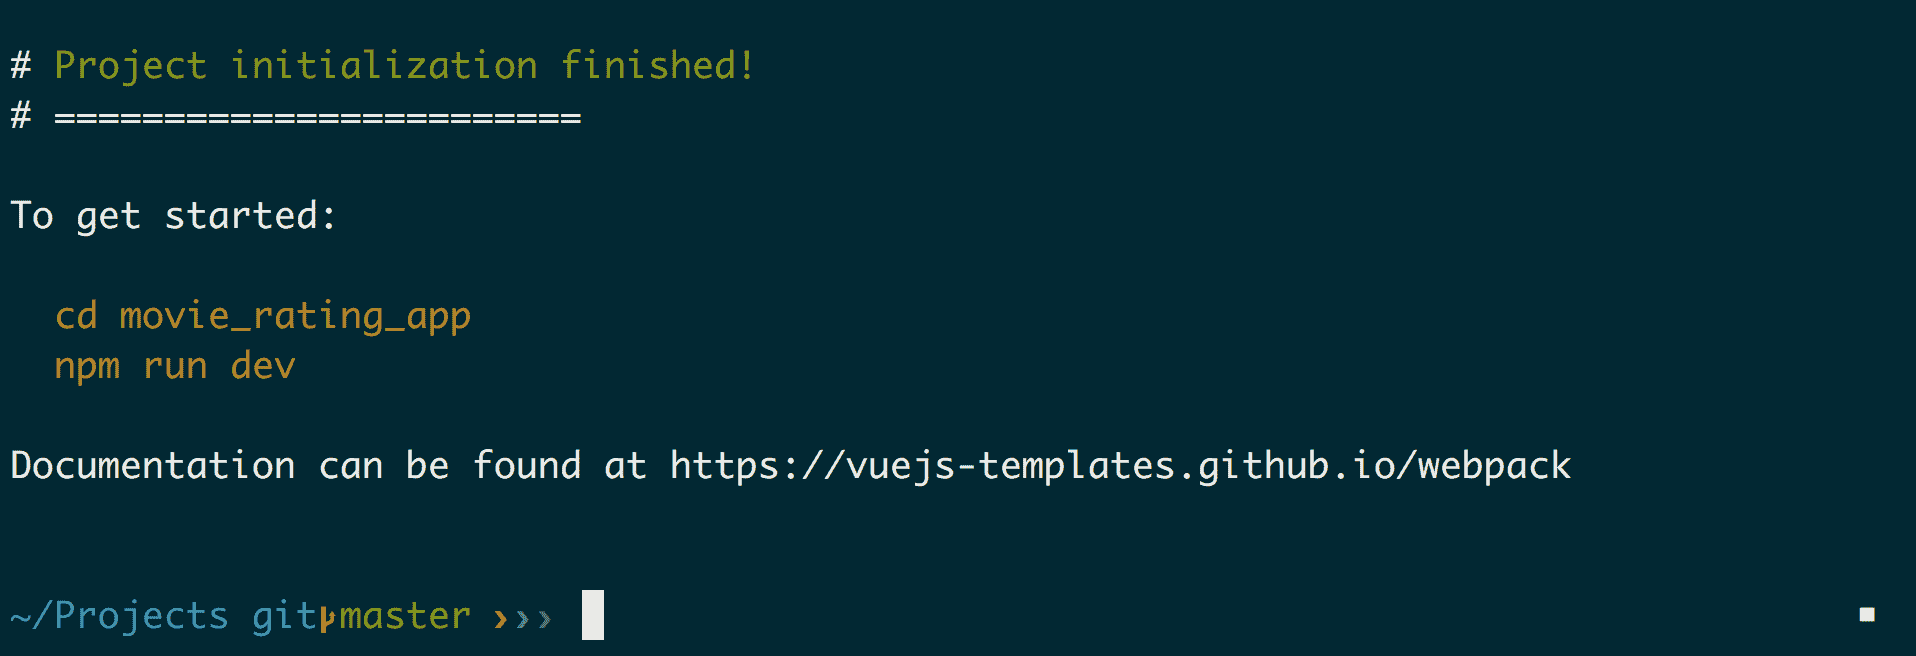 # Project initialization finished!
# ========================
To get started:
cd movie_rating_app
npm run dev
Documentation can be found at https://vuejs-templates.github.io/webpack
~/Projects git master ›››